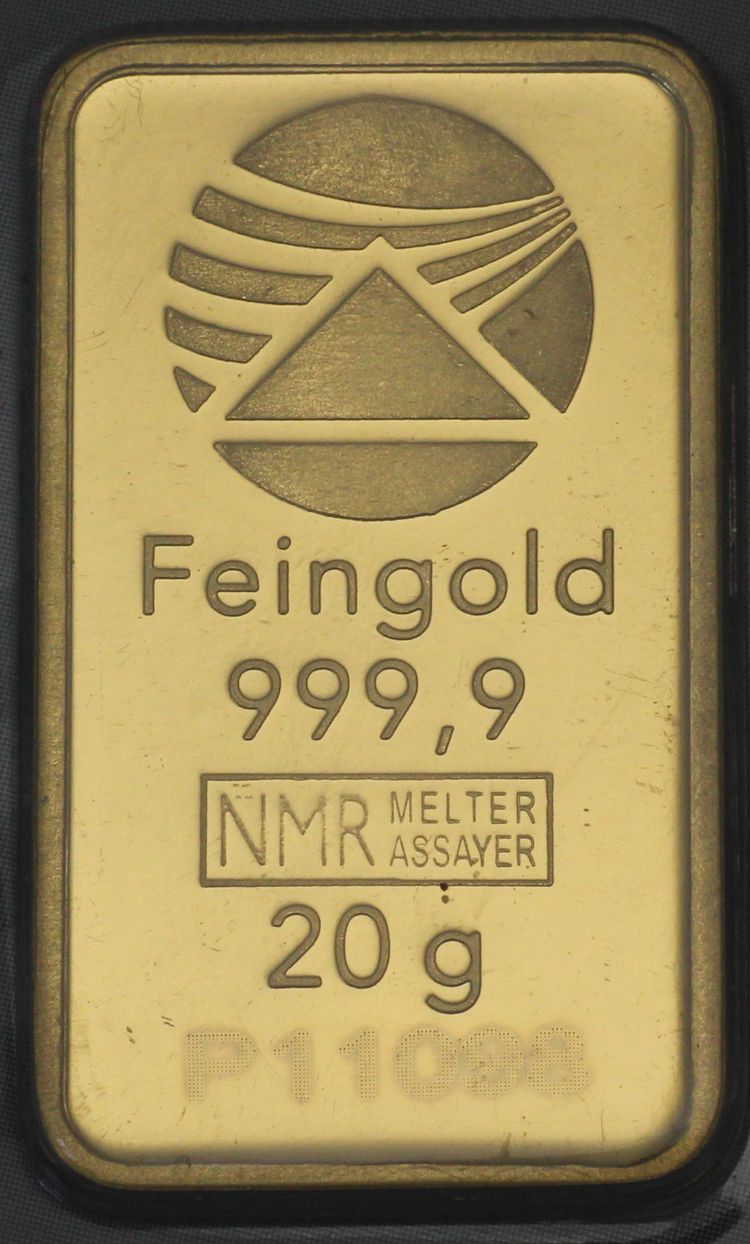 Feingold
999,9
NMR MELTER
ASSAYER
20 g
P11098